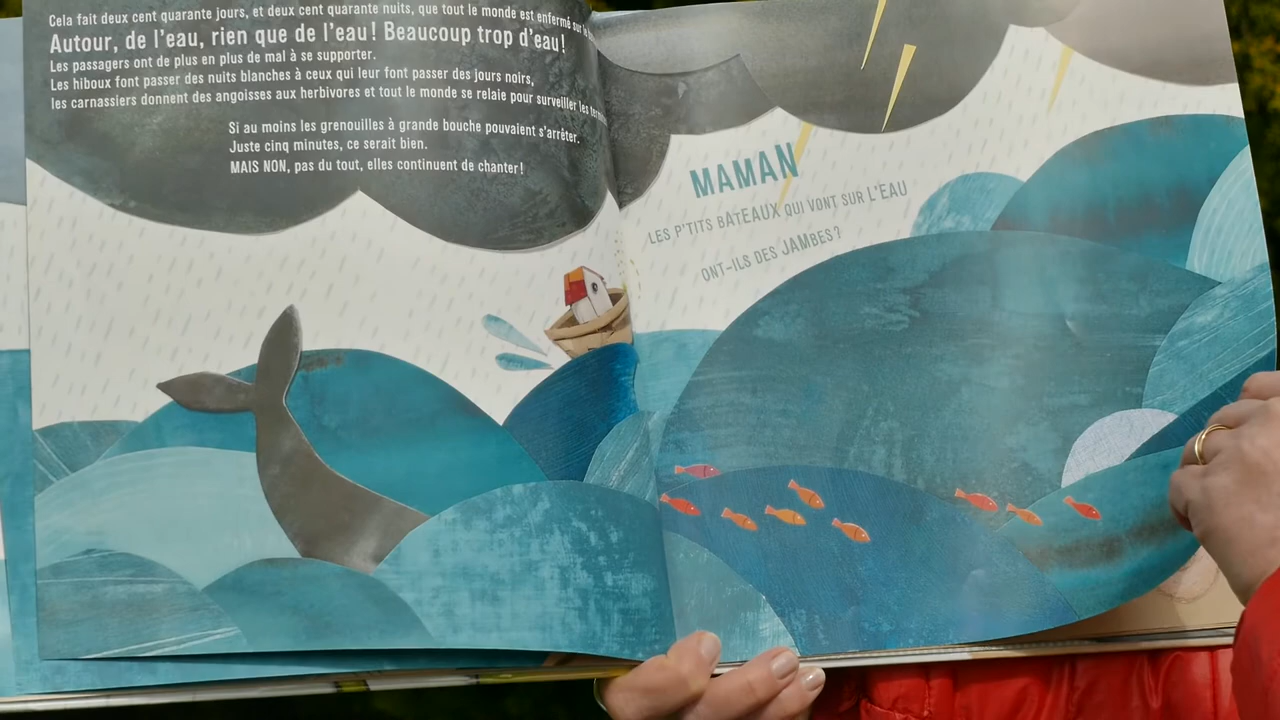 Cela fait deux cent quarante jours, et deux cent quarante nuits, que tout le monde est enfermé sur le
Autour, de l'eau, rien que de l'eau ! Beaucoup trop d'eau !
Les passagers ont de plus en plus de mal à se supporter.
Les hiboux font passer des nuits blanches à ceux qui leur font passer des jours noirs,
les carnassiers donnent des angoisses aux herbivores et tout le monde se relaie pour surveiller les
Si au moins les grenouilles à grande bouche pouvaient s'arrêter.
Juste cinq minutes, ce serait bien.
MAIS NON, pas du tout, elles continuent de chanter !
MAMAN
LES P'TITS BATEAUX QUI VONT SUR L'EAU
ONT-ILS DES JAMBES ?